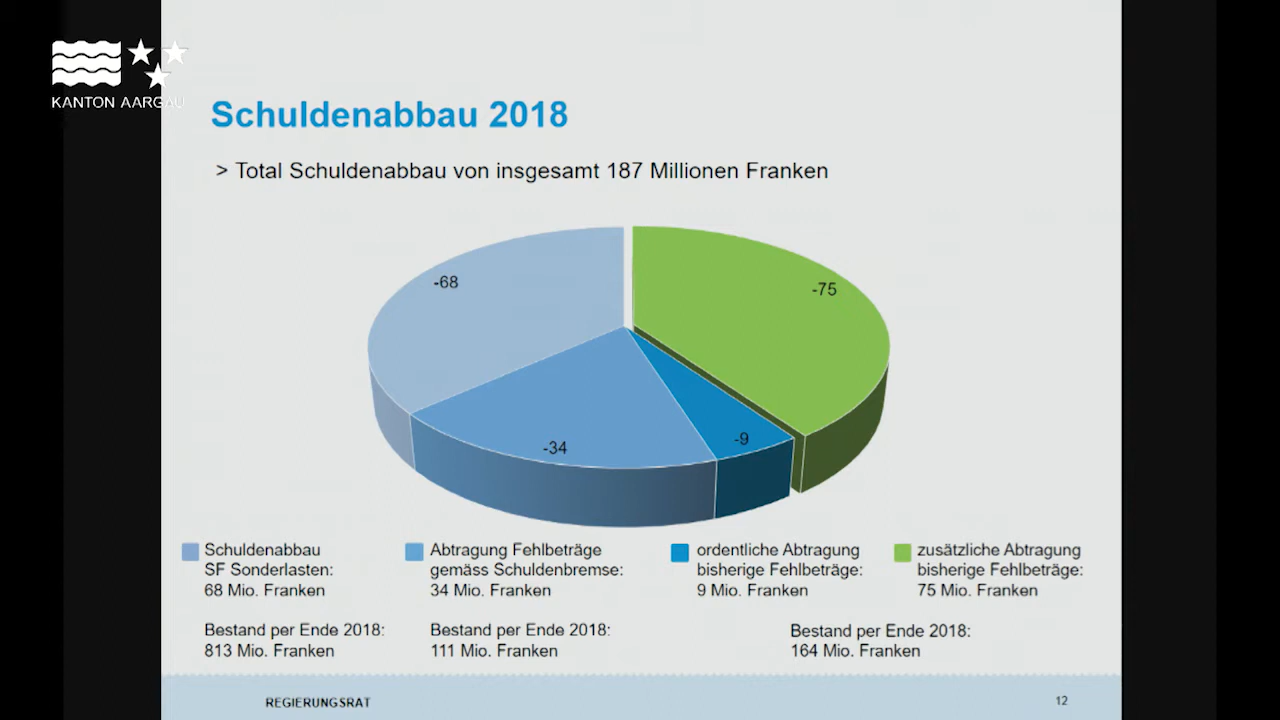 KANTON AARGAU
Schuldenabbau 2018
> Total Schuldenabbau von insgesamt 187 Millionen Franken
-68
-75
-34
-9
Schuldenabbau
SF Sonderlasten:
68 Mio. Franken
Bestand per Ende 2018:
813 Mio. Franken
Abtragung Fehlbeträge
gemäss Schuldenbremse:
34 Mio. Franken
Bestand per Ende 2018:
111 Mio. Franken
ordentliche Abtragung
bisherige Fehlbeträge:
9 Mio. Franken
zusätzliche Abtragung
bisherige Fehlbeträge:
75 Mio. Franken
Bestand per Ende 2018:
164 Mio. Franken
REGIERUNGSRAT
12